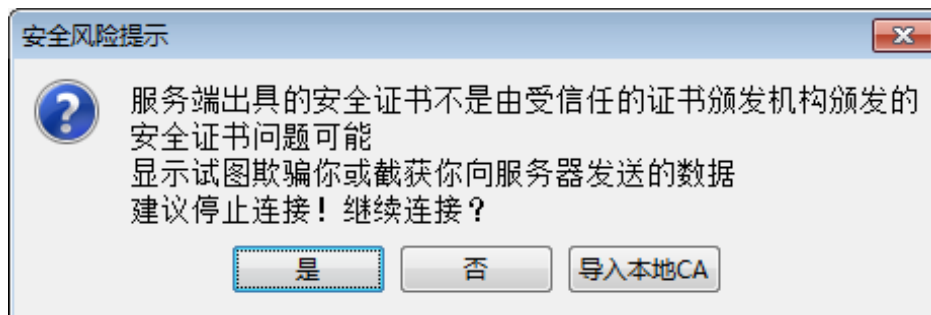 安全风险提示
服务端出具的安全证书不是由受信任的证书颁发机构颁发的
安全证书问题可能
显示试图欺骗你或截获你向服务器发送的数据
建议停止连接！继续连接？
是
否
导入本地CA